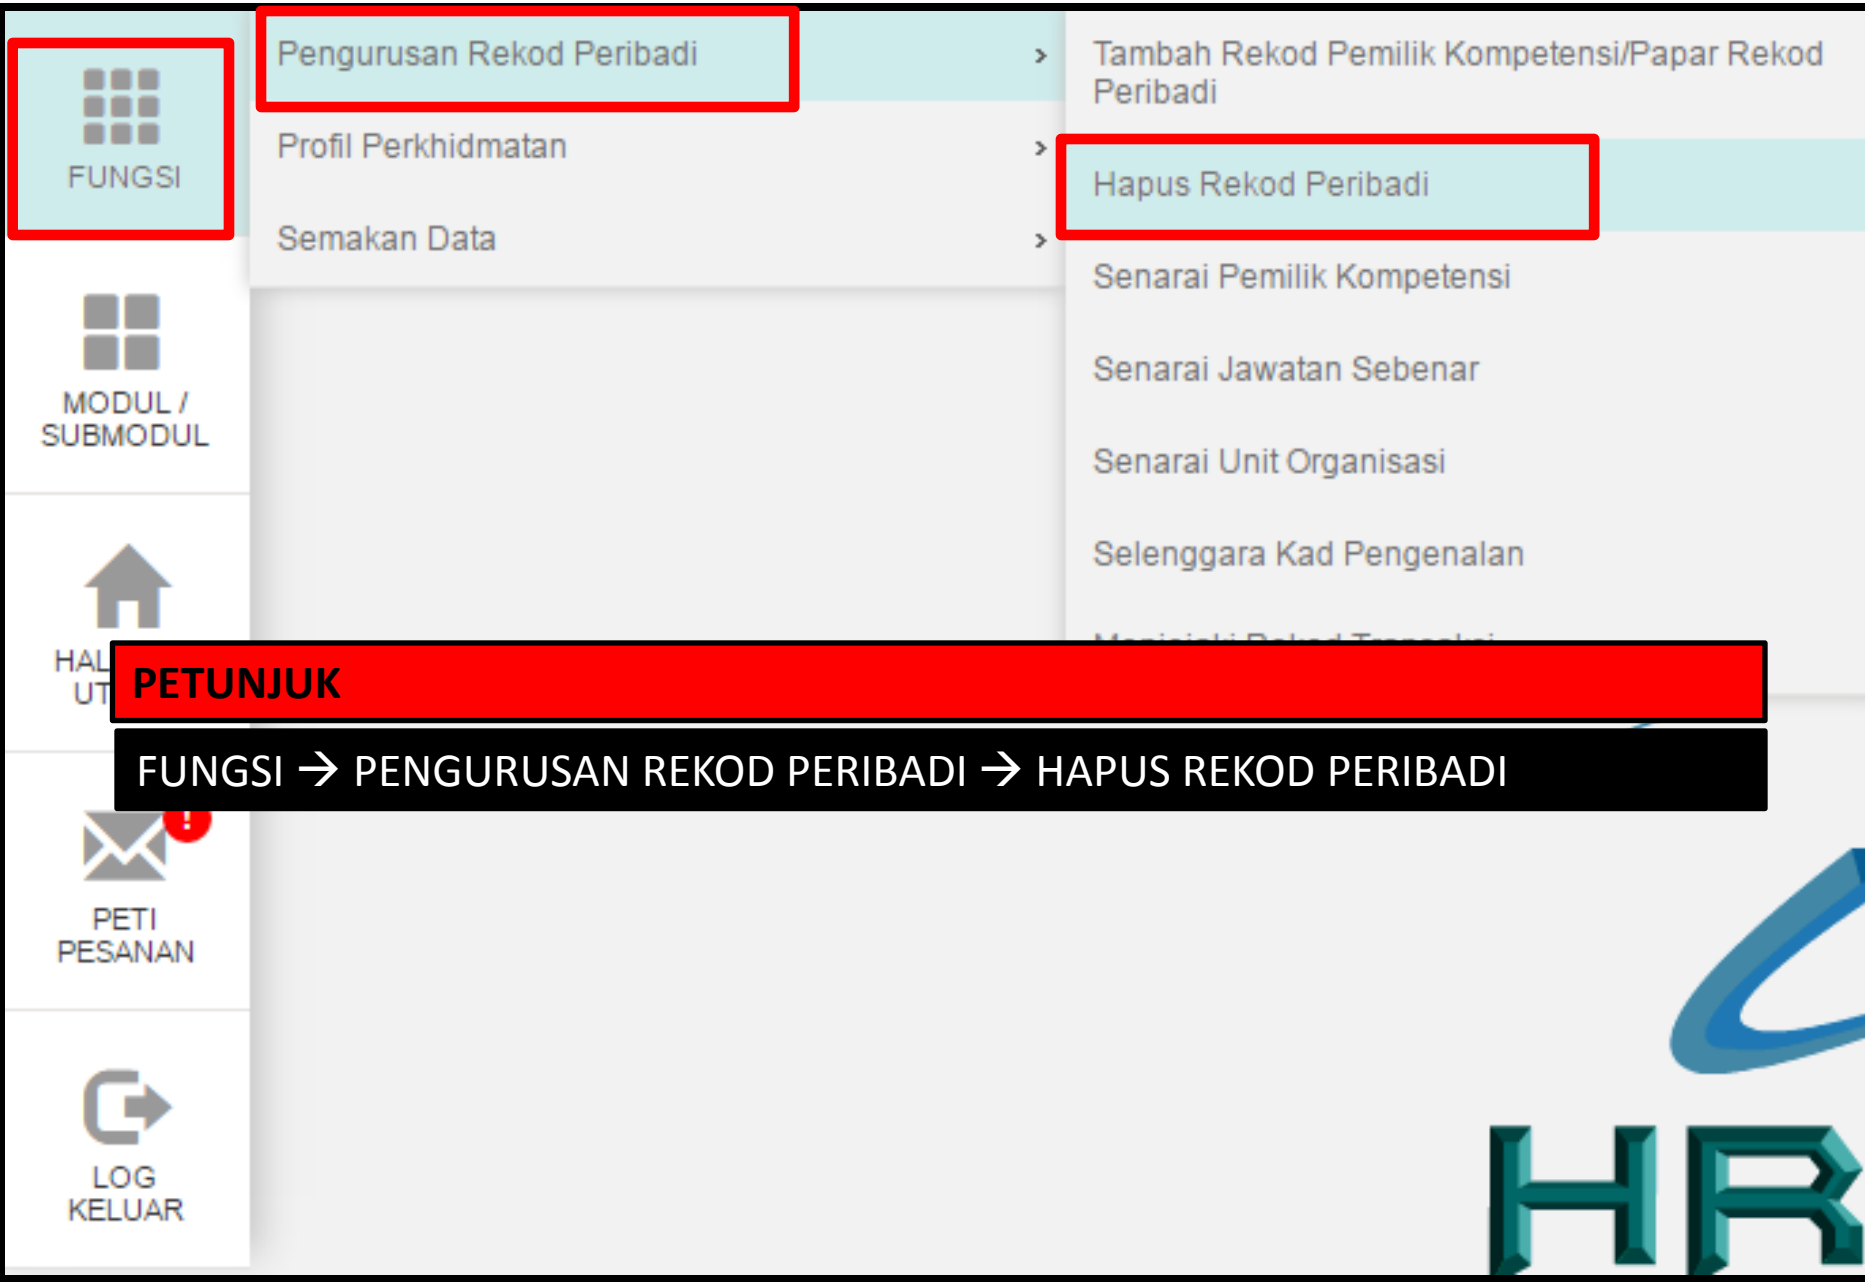 FUNGSI
MODUL /
SUBMODUL
PETI
PESANAN
LOG
KELUAR
Pengurusan Rekod Peribadi
Profil Perkhidmatan
Semakan Data
Tambah Rekod Pemilik Kompetensi/Papar Rekod
Peribadi
Hapus Rekod Peribadi
Senarai Pemilik Kompetensi
Senarai Jawatan Sebenar
Senarai Unit Organisasi
Selenggara Kad Pengenalan
PETUNJUK
FUNGSI → PENGURUSAN REKOD PERIBADI → HAPUS REKOD PERIBADI
HR